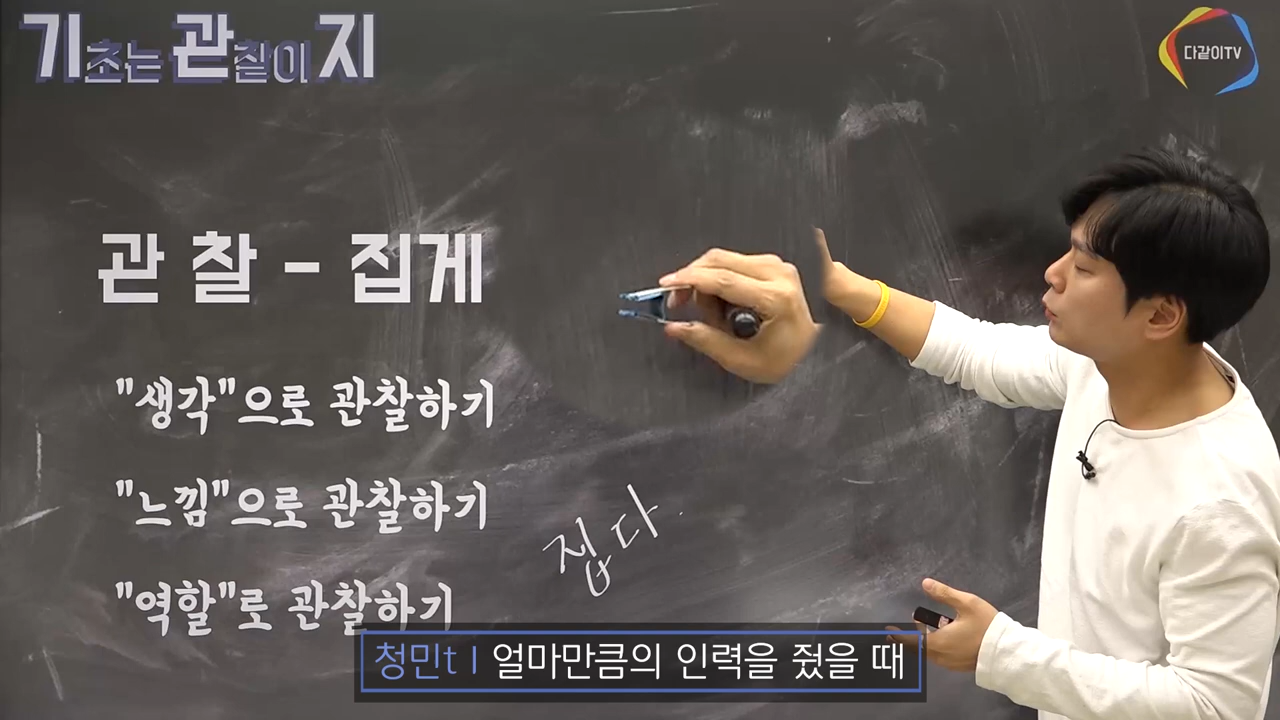 기초는 관찰이지
다같이TV
관찰-집게
"생각"으로 관찰하기
"느낌"으로 관찰하기
"역할"로 관찰하기
집다.
청민t I 얼마만큼의 인력을 줬을 때